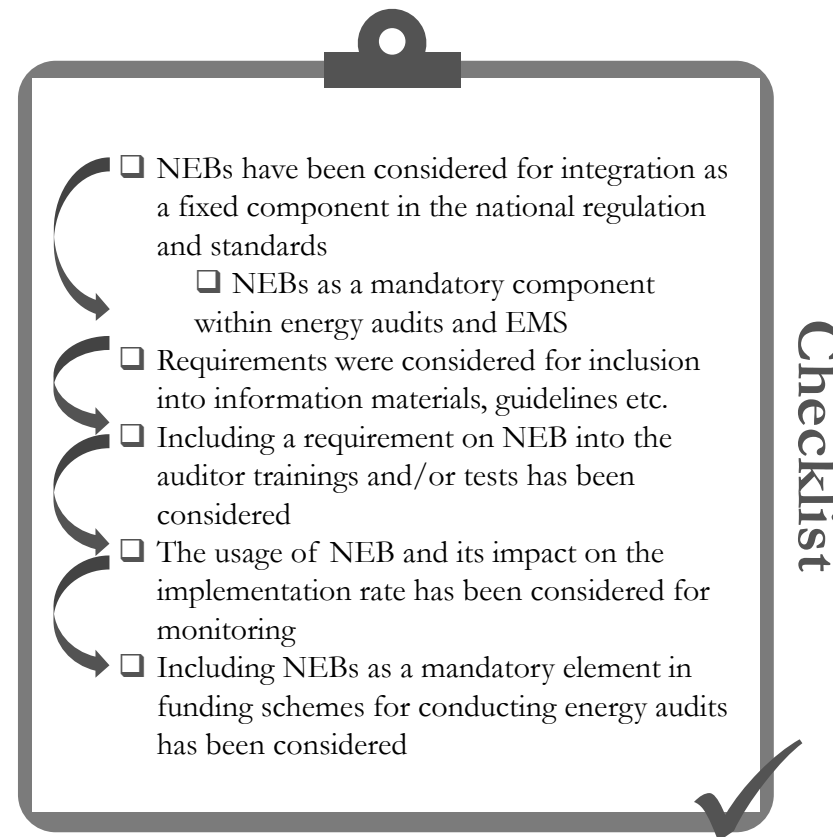 ❑ NEBs have been considered for integration as
a fixed component in the national regulation
and standards
❑ NEBs as a mandatory component
within energy audits and EMS
❑ Requirements were considered for inclusion
into information materials, guidelines etc.
❑ Including a requirement on NEB into the
auditor trainings and/or tests has been
considered
❑ The usage of NEB and its impact on the
implementation rate has been considered for
monitoring
❑ Including NEBs as a mandatory element in
funding schemes for conducting energy audits
has been considered
Checklist